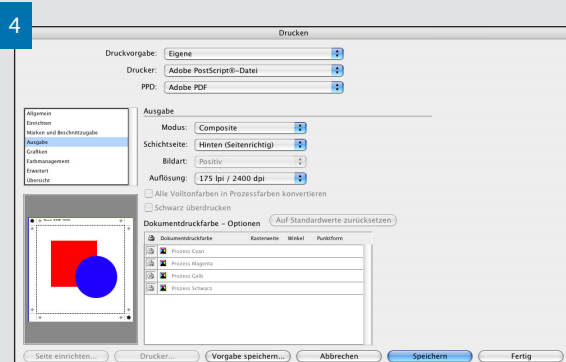 4
Drucken
Druckvorgabe: Eigene
Drucker: Adobe PostScript®-Datei
PPD: Adobe PDF
Allgemein
Einrichten
Marken und Beschnittzugabe
Ausgabe
Grafiken
Farbmanagement
Erweitert
Übersicht
Ausgabe
Modus: Composite
Schichtseite: Hinten (Seitenrichtig)
Bildart: Positiv
Auflösung: 175 lpi / 2400 dpi
Alle Volltonfarben in Prozessfarben konvertieren
Schwarz überdrucken
Dokumentdruckfarbe – Optionen Auf Standardwerte zurücksetzen
Dokumentdruckfarbe Rasterweite Winkel Punktform
Prozess Cyan
Prozess Magenta
Prozess Gelb
Prozess Schwarz
Seite einrichten... Drucker... Vorgabe speichern... Abbrechen Speichern Fertig